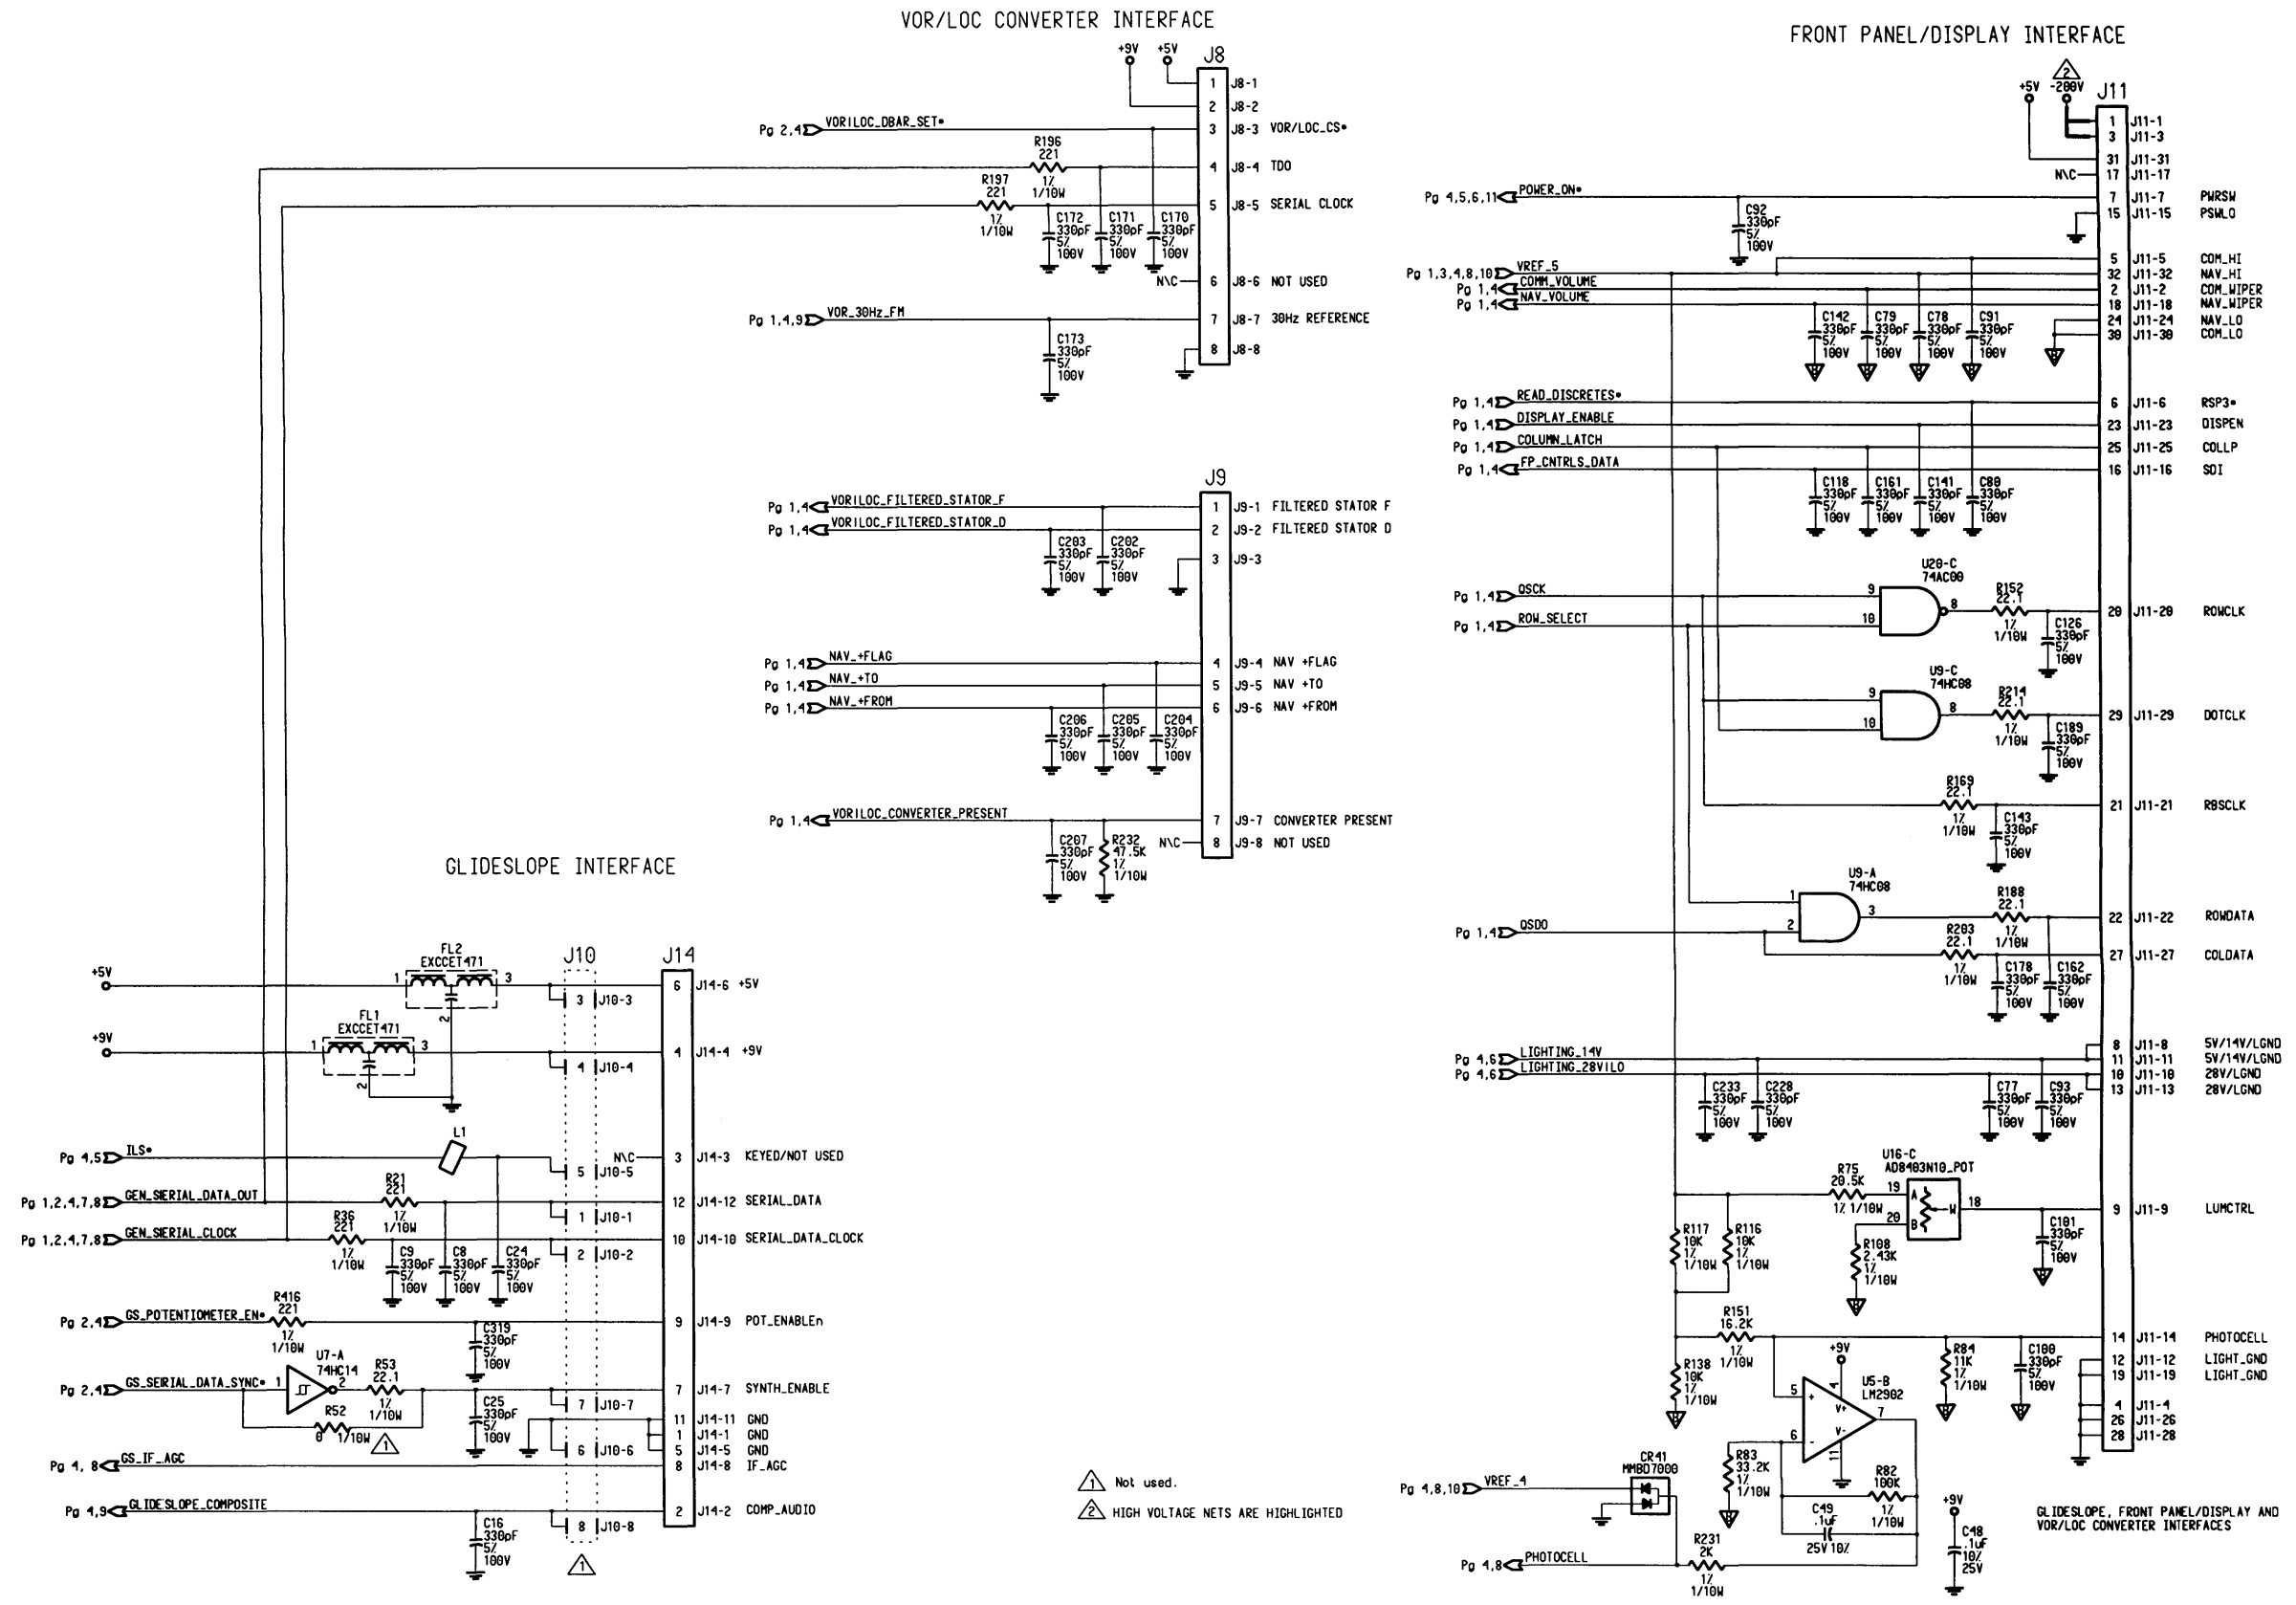 VOR/LOC CONVERTER INTERFACE
+9V +5V
J8
1 J8-1
2 J8-2
Pg 2,4 VORILOC_DBAR_SET*
3 J8-3 VOR/LOC_CS*
R196
221
1%
1/10W
4 J8-4 TDO
R197
221
1%
1/10W
5 J8-5 SERIAL CLOCK
C172
330pF
5%
100V
C171
330pF
5%
100V
C170
330pF
5%
100V
N\C 6 J8-6 NOT USED
Pg 1,4,9 VOR_30Hz_FM
7 J8-7 30Hz REFERENCE
C173
330pF
5%
100V
8 J8-8
J9
Pg 1,4 VORILOC_FILTERED_STATOR_F
1 J9-1 FILTERED STATOR F
Pg 1,4 VORILOC_FILTERED_STATOR_D
2 J9-2 FILTERED STATOR D
C203
330pF
5%
100V
C202
330pF
5%
100V
3 J9-3
Pg 1,4 NAV_+FLAG
4 J9-4 NAV +FLAG
Pg 1,4 NAV_+TO
5 J9-5 NAV +TO
Pg 1,4 NAV_+FROM
6 J9-6 NAV +FROM
C206
330pF
5%
100V
C205
330pF
5%
100V
C204
330pF
5%
100V
Pg 1,4 VORILOC_CONVERTER_PRESENT
7 J9-7 CONVERTER PRESENT
C207
330pF
5%
100V
R232
47.5K
1%
1/10W
N\C 8 J9-8 NOT USED
GLIDESLOPE INTERFACE
FL2
EXCCET471
J10
J14
+5V
1 3
2
6 J14-6 +5V
3 J10-3
FL1
EXCCET471
+9V
1 3
2
4 J14-4 +9V
4 J10-4
L1
Pg 4,5 ILS*
N\C 3 J14-3 KEYED/NOT USED
5 J10-5
Pg 1,2,4,7,8 GEN_SIERIAL_DATA_OUT
R21
221
1%
1/10W
12 J14-12 SERIAL_DATA
1 J10-1
Pg 1,2,4,7,8 GEN_SIERIAL_CLOCK
R36
221
1%
1/10W
10 J14-10 SERIAL_DATA_CLOCK
2 J10-2
C9
330pF
5%
100V
C8
330pF
5%
100V
C24
330pF
5%
100V
Pg 2,4 GS_POTENTIOMETER_EN*
R416
221
1%
1/10W
9 J14-9 POT_ENABLEn
C319
330pF
5%
100V
Pg 2,4 GS_SERIAL_DATA_SYNC*
U7-A
74HC14
1 2
R53
22.1
1%
1/10W
R52
0 1/10W
1
7 J14-7 SYNTH_ENABLE
7 J10-7
C25
330pF
5%
100V
11 J14-11 GND
1 J14-1 GND
5 J14-5 GND
6 J10-6
Pg 4, 8 GS_IF_AGC
8 J14-8 IF_AGC
Pg 4,9 GLIDESLOPE_COMPOSITE
2 J14-2 COMP_AUDIO
8 J10-8
C16
330pF
5%
100V
1
1 Not used.
2 HIGH VOLTAGE NETS ARE HIGHLIGHTED
FRONT PANEL/DISPLAY INTERFACE
2
+5V -200V
J11
1 J11-1
3 J11-3
31 J11-31
N\C 17 J11-17
Pg 4,5,6,11 POWER_ON*
7 J11-7 PWRSW
15 J11-15 PSWLO
C92
330pF
5%
100V
5 J11-5 COM_HI
Pg 1,3,4,8,10 VREF_5
32 J11-32 NAV_HI
Pg 1,4 COMM_VOLUME
2 J11-2 COM_WIPER
Pg 1,4 NAV_VOLUME
18 J11-18 NAV_WIPER
24 J11-24 NAV_LO
30 J11-30 COM_LO
C142
330pF
5%
100V
C79
330pF
5%
100V
C78
330pF
5%
100V
C91
330pF
5%
100V
Pg 1,4 READ_DISCRETES*
6 J11-6 RSP3*
Pg 1,4 DISPLAY_ENABLE
23 J11-23 DISPEN
Pg 1,4 COLUMN_LATCH
25 J11-25 COLLP
Pg 1,4 FP_CNTRLS_DATA
16 J11-16 SDI
C118
330pF
5%
100V
C161
330pF
5%
100V
C141
330pF
5%
100V
C80
330pF
5%
100V
Pg 1,4 QSCK
Pg 1,4 ROW_SELECT
U20-C
74AC00
9
10
8
R152
22.1
1%
1/10W
20 J11-20 ROWCLK
C126
330pF
5%
100V
U9-C
74HC08
9
10
8
R214
22.1
1%
1/10W
29 J11-29 DOTCLK
C189
330pF
5%
100V
R169
22.1
1%
1/10W
21 J11-21 RBSCLK
C143
330pF
5%
100V
U9-A
74HC08
1
2
3
R188
22.1
1%
1/10W
22 J11-22 ROWDATA
Pg 1,4 QSDO
R203
22.1
1%
1/10W
27 J11-27 COLDATA
C178
330pF
5%
100V
C162
330pF
5%
100V
8 J11-8 5V/14V/LGND
Pg 4,6 LIGHTING_14V
11 J11-11 5V/14V/LGND
Pg 4,6 LIGHTING_28VILO
10 J11-10 28V/LGND
13 J11-13 28V/LGND
C233
330pF
5%
100V
C228
330pF
5%
100V
C77
330pF
5%
100V
C93
330pF
5%
100V
U16-C
AD8403N10_POT
R75
20.5K
1% 1/10W
19 A
20 B
W 18
9 J11-9 LUMCTRL
R108
2.43K
1%
1/10W
C101
330pF
5%
100V
R117
10K
1%
1/10W
R116
10K
1%
1/10W
R151
16.2K
1%
1/10W
14 J11-14 PHOTOCELL
12 J11-12 LIGHT_GND
19 J11-19 LIGHT_GND
4 J11-4
26 J11-26
28 J11-28
R138
10K
1%
1/10W
+9V
U5-B
LM2902
5 +
6 -
V+ 4
V- 11
7
R84
11K
1%
1/10W
C100
330pF
5%
100V
R83
33.2K
1%
1/10W
R82
100K
1%
1/10W
C49
.1uF
25V 10%
CR41
MMBD7000
Pg 4,8,10 VREF_4
Pg 4,8 PHOTOCELL
R231
2K
1%
1/10W
+9V
C48
.1uF
10%
25V
GLIDESLOPE, FRONT PANEL/DISPLAY AND
VOR/LOC CONVERTER INTERFACES